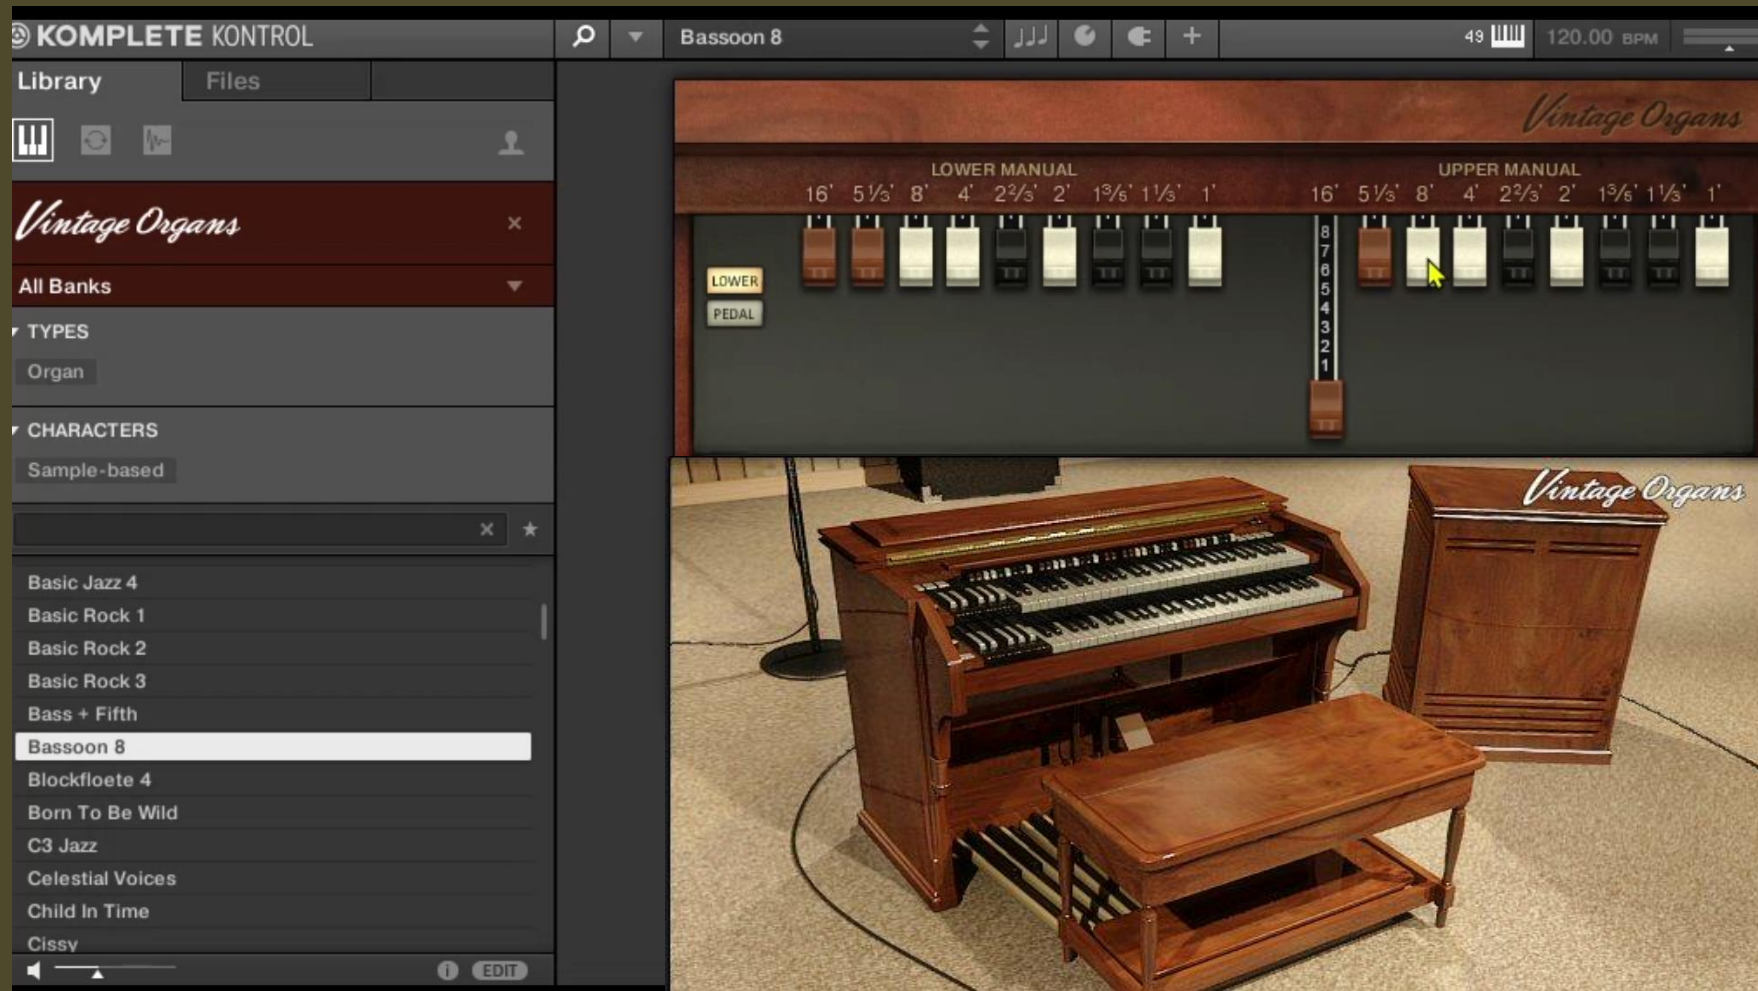 KOMPLETE KONTROL
Bassoon 8
49
120.00 BPM
Library
Files
Vintage Organs
All Banks
TYPES
Organ
CHARACTERS
Sample-based
Basic Jazz 4
Basic Rock 1
Basic Rock 2
Basic Rock 3
Bass + Fifth
Bassoon 8
Blockfloete 4
Born To Be Wild
C3 Jazz
Celestial Voices
Child In Time
Cissy
EDIT
Vintage Organs
LOWER MANUAL
16' 5⅓' 8' 4' 2⅔' 2' 1⅗' 1⅓' 1'
UPPER MANUAL
16' 5⅓' 8' 4' 2⅔' 2' 1⅗' 1⅓' 1'
LOWER
PEDAL
8
7
6
5
4
3
2
1
Vintage Organs